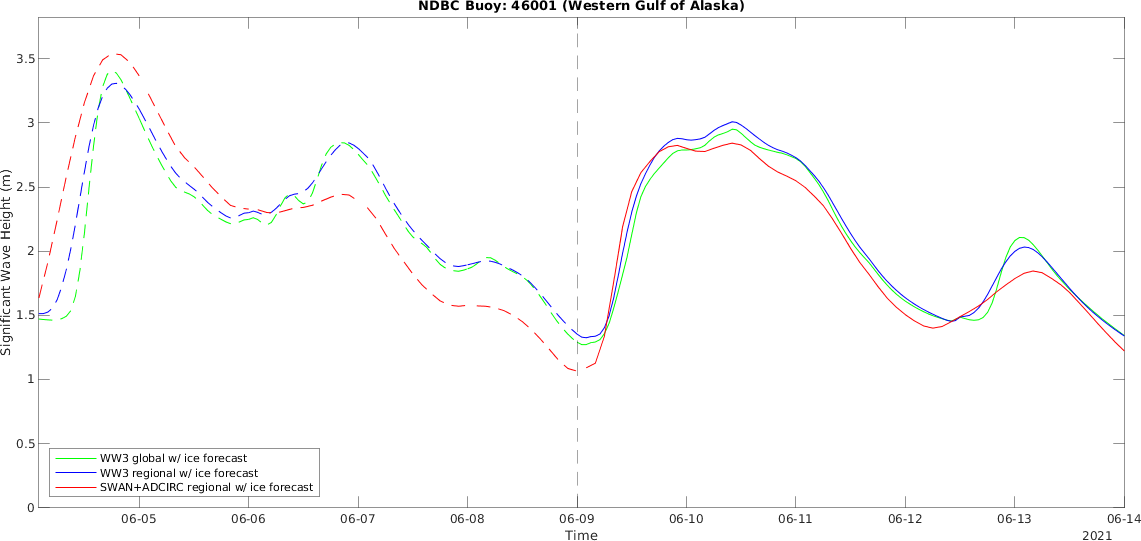 NDBC Buoy: 46001 (Western Gulf of Alaska)
Significant Wave Height (m)
3.5
3
2.5
2
1.5
1
0.5
0
WW3 global w/ ice forecast
WW3 regional w/ ice forecast
SWAN+ADCIRC regional w/ ice forecast
06-05 06-06 06-07 06-08 06-09 06-10 06-11 06-12 06-13 06-14
Time
2021